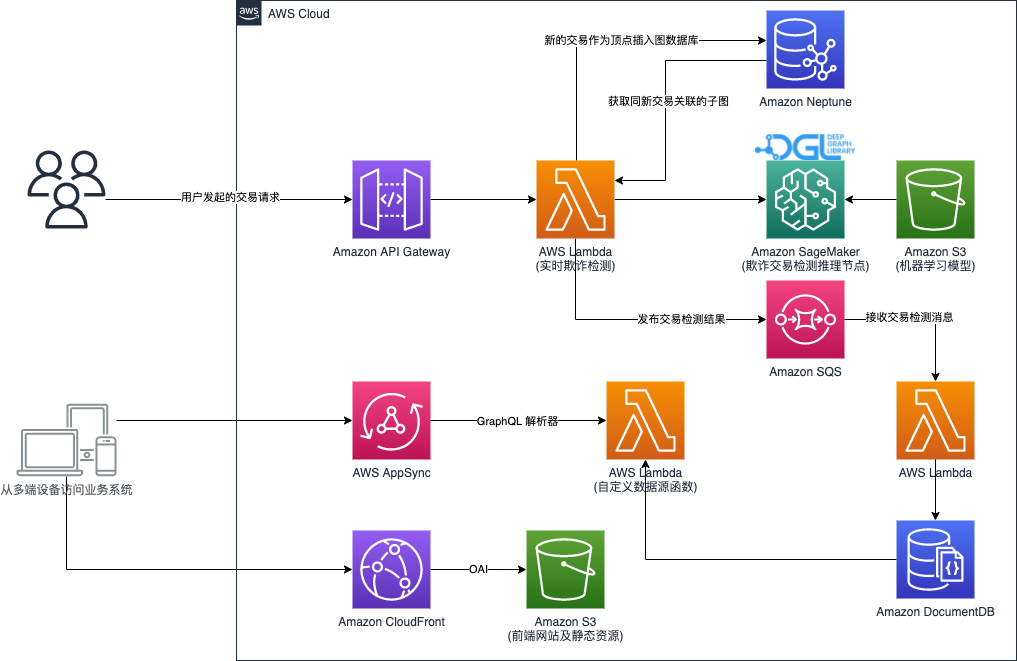 aws
AWS Cloud
新的交易作为顶点插入图数据库
Amazon Neptune
获取同新交易关联的子图
DGL DEEP
GRAPH
LIBRARY
用户发起的交易请求
Amazon API Gateway
AWS Lambda
(实时欺诈检测)
Amazon SageMaker
(欺诈交易检测推理节点)
Amazon S3
(机器学习模型)
发布交易检测结果
接收交易检测消息
Amazon SQS
GraphQL 解析器
AWS AppSync
AWS Lambda
(自定义数据源函数)
AWS Lambda
从多端设备访问业务系统
OAI
Amazon CloudFront
Amazon S3
(前端网站及静态资源)
Amazon DocumentDB